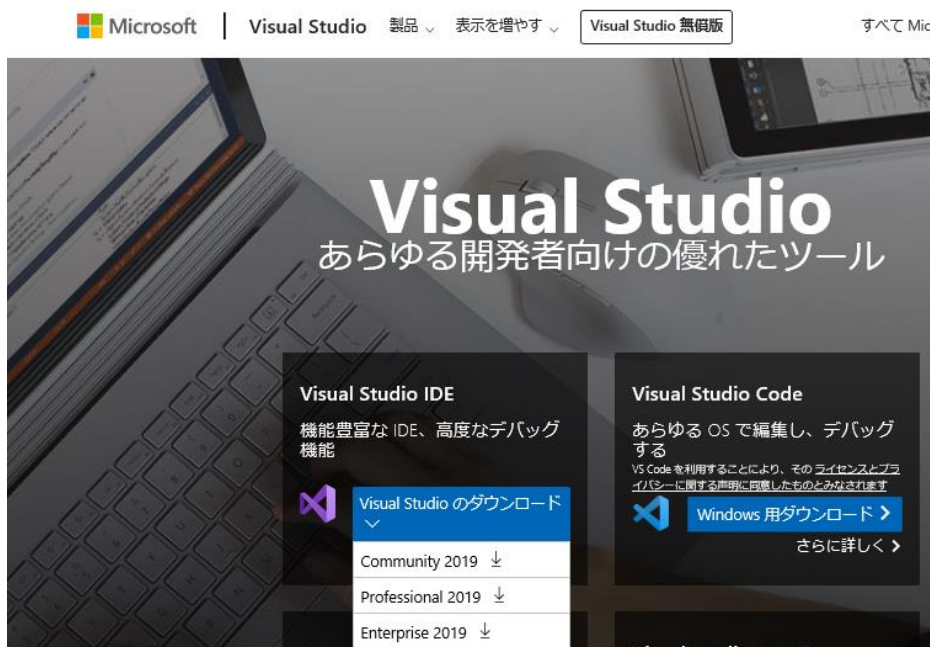 Microsoft
Visual Studio
製品
表示を増やす
Visual Studio 無償版
すべて Mic
Visual Studio
あらゆる開発者向けの優れたツール
Visual Studio IDE
機能豊富な IDE、高度なデバッグ
機能
Visual Studio のダウンロード
Community 2019
Professional 2019
Enterprise 2019
Visual Studio Code
あらゆる OS で編集し、デバッグ
する
VS Code を利用することにより、その ライセンスとプラ
イバシーに関する声明に同意したものとみなされます
Windows 用ダウンロード
さらに詳しく